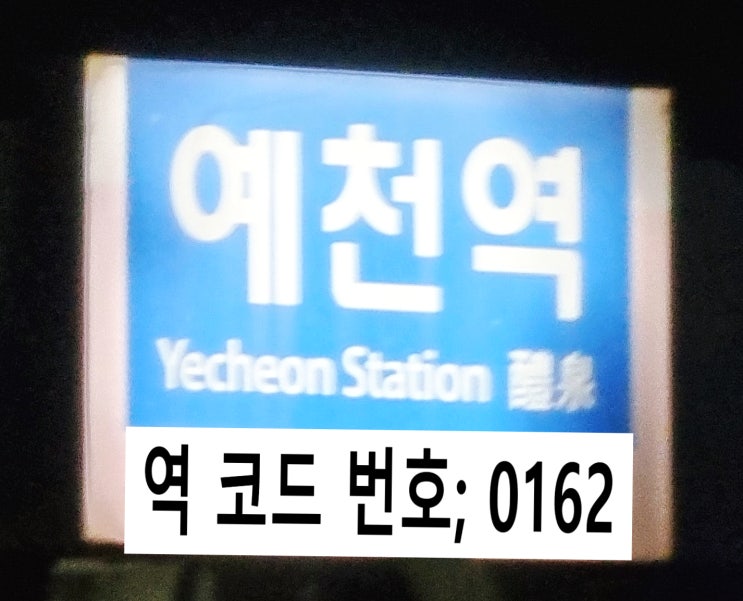 예천역
Yecheon Station 醴泉
역 코드 번호; 0162